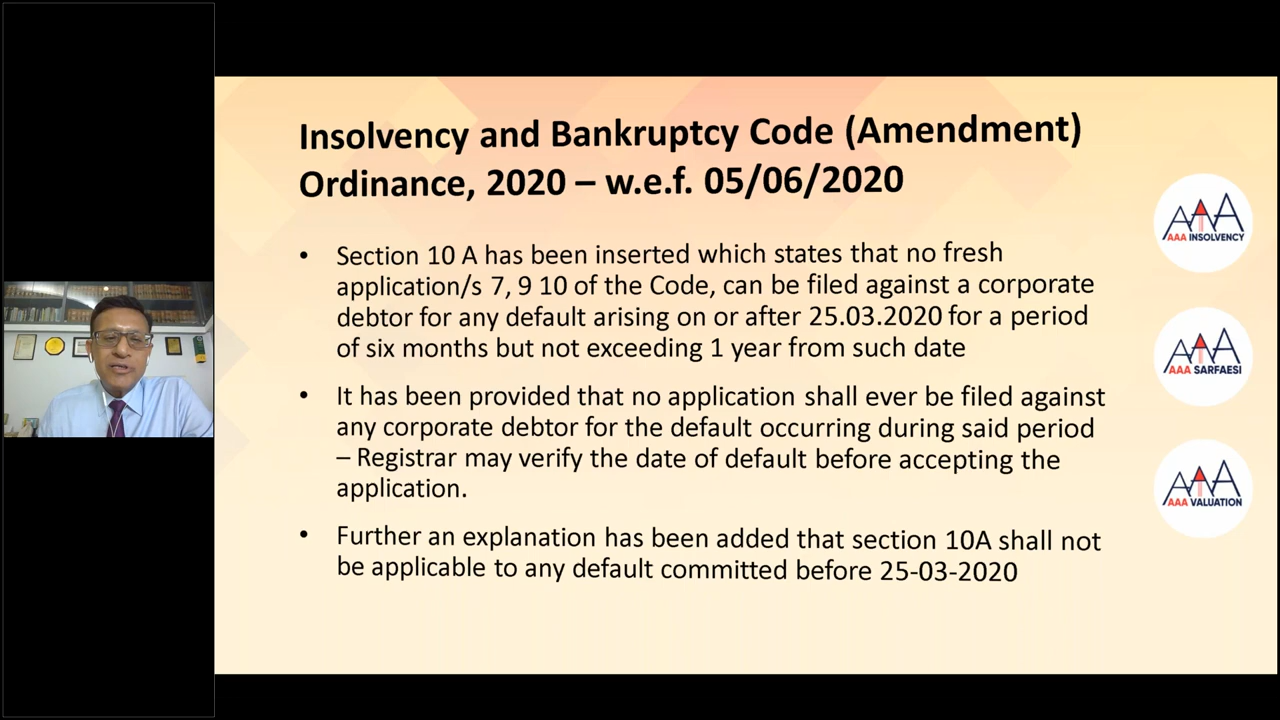 Insolvency and Bankruptcy Code (Amendment)
Ordinance, 2020 – w.e.f. 05/06/2020
• Section 10 A has been inserted which states that no fresh
application/s 7, 9 10 of the Code, can be filed against a corporate
debtor for any default arising on or after 25.03.2020 for a period
of six months but not exceeding 1 year from such date
• It has been provided that no application shall ever be filed against
any corporate debtor for the default occurring during said period
– Registrar may verify the date of default before accepting the
application.
• Further an explanation has been added that section 10A shall not
be applicable to any default committed before 25-03-2020
AAA
AAA INSOLVENCY
AAA
AAA SARFAESI
AAA
AAA VALUATION